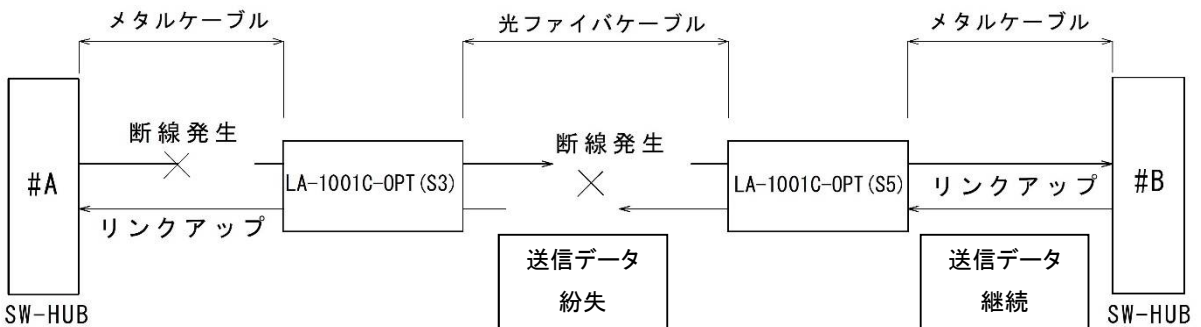 メタルケーブル
光ファイバケーブル
メタルケーブル
断線発生
断線発生
#A
LA-1001C-OPT(S3)
LA-1001C-OPT(S5)
#B
リンクアップ
リンクアップ
送信データ
紛失
送信データ
継続
SW-HUB
SW-HUB